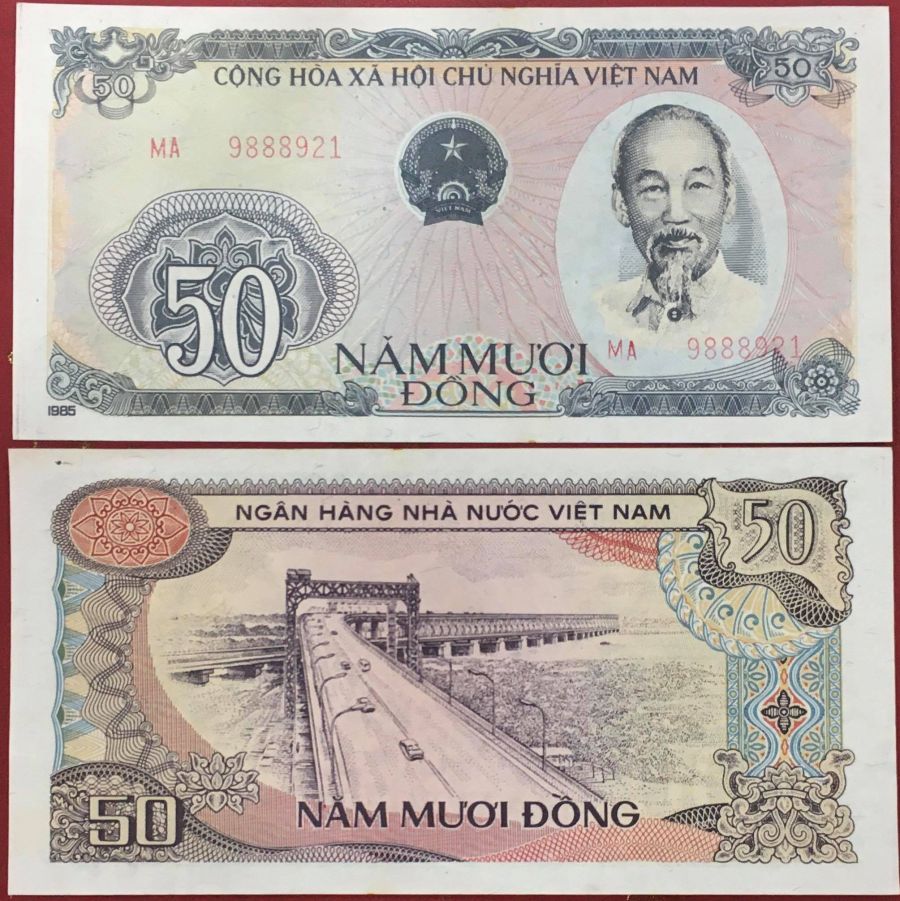 CỘNG HÒA XÃ HỘI CHỦ NGHĨA VIỆT NAM
50
50
MA 9888921
VIỆT NAM
50
NĂM MƯƠI
ĐỒNG
MA 9888921
1985
NGÂN HÀNG NHÀ NƯỚC VIỆT NAM
50
50
NĂM MƯƠI ĐỒNG